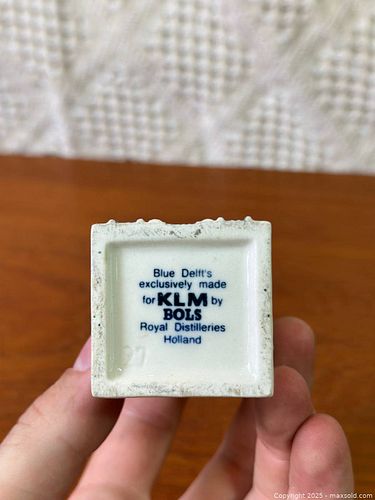 Blue Delft's
exclusively made
for KLM by
BOLS
Royal Distilleries
Holland
Copyright 2025 - maxsold.com